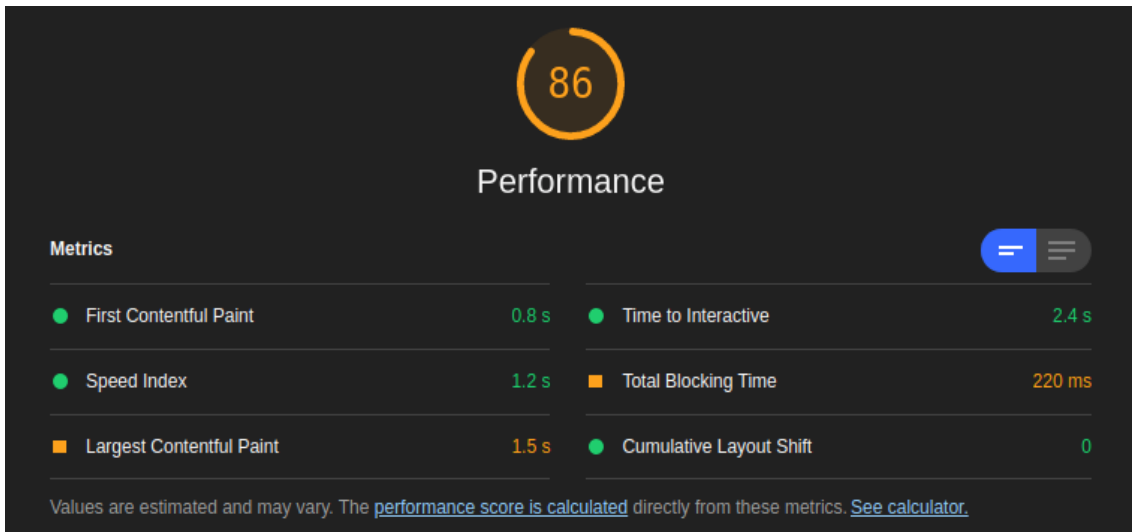 86
Performance
Metrics
First Contentful Paint 0.8 s
Time to Interactive 2.4 s
Speed Index 1.2 s
Total Blocking Time 220 ms
Largest Contentful Paint 1.5 s
Cumulative Layout Shift 0
Values are estimated and may vary. The performance score is calculated directly from these metrics. See calculator.